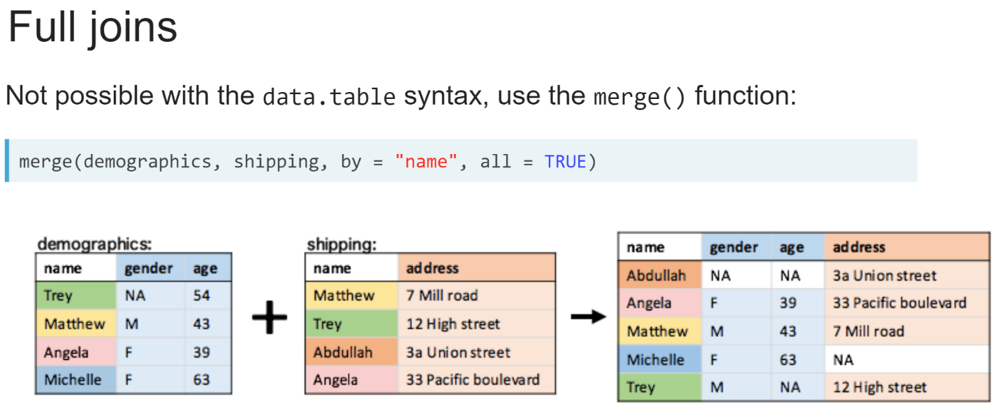 Full joins
Not possible with the data.table syntax, use the merge() function:
merge(demographics, shipping, by = "name", all = TRUE)
demographics:
name gender age
Trey NA 54
Matthew M 43
Angela F 39
Michelle F 63
+
shipping:
name address
Matthew 7 Mill road
Trey 12 High street
Abdullah 3a Union street
Angela 33 Pacific boulevard
name gender age address
Abdullah NA NA 3a Union street
Angela F 39 33 Pacific boulevard
Matthew M 43 7 Mill road
Michelle F 63 NA
Trey M NA 12 High street